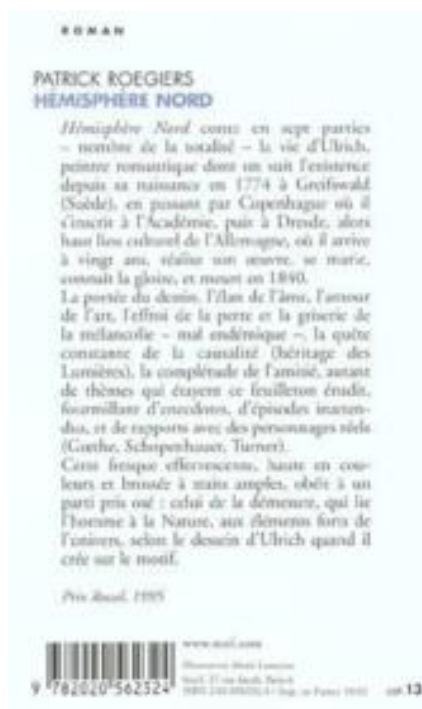 ROMAN
PATRICK ROEGIERS
HÉMISPHÈRE NORD
Hémisphère Nord conte en sept parties
– nombre de la totalité – la vie d'Ulrich,
peintre romantique dont on suit l'existence
depuis sa naissance en 1774 à Greifswald
(Suède), en passant par Copenhague où il
s'inscrit à l'Académie, puis à Dresde, alors
haut lieu culturel de l'Allemagne, où il arrive
à vingt ans, réalise son œuvre, se marie,
connaît la gloire, et meurt en 1840.
La portée du destin, l'élan de l'âme, l'amour
de l'art, l'effroi de la perte et la griserie de
la mélancolie – mal endémique –, la quête
constante de la causalité (héritage des
Lumières), la complétude de l'amitié, autant
de thèmes qui étayent ce feuilleton érudit,
fourmillant d'anecdotes, d'épisodes inatten-
dus, et de rapports avec des personnages réels
(Goethe, Schopenhauer, Turner).
Cette fresque effervescente, haute en cou-
leurs et brossée à traits amples, obéit à un
parti pris osé : celui de la démesure, qui lie
l'homme à la Nature, aux éléments forts de
l'univers, selon le dessein d'Ulrich quand il
crée sur le motif.
Prix Rossel, 1995
www.seuil.com
9 782020 562324
cat. 13